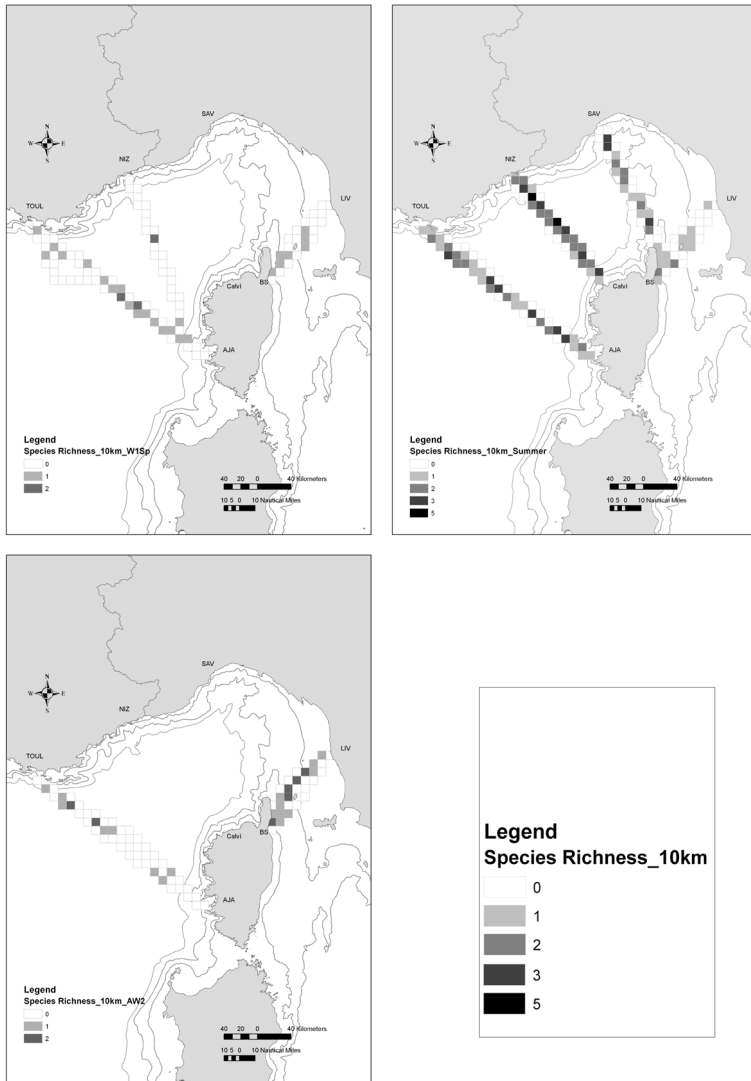 SAV
N
W E
S
NIZ
TOUL
LIV
Calvi
BS
AJA
Legend
Species Richness_10km_W1Sp
0
1
2
40 20 0 40 Kilometers
10 5 0 10 Nautical Miles
SAV
N
W E
S
NIZ
TOUL
LIV
Calvi
BS
AJA
Legend
Species Richness_10km_Summer
0
1
2
3
5
40 20 0 40 Kilometers
10 5 0 10 Nautical Miles
SAV
N
W E
S
NIZ
TOUL
LIV
Calvi
BS
AJA
Legend
Species Richness_10km_AW2
0
1
2
40 20 0 40 Kilometers
10 5 0 10 Nautical Miles
Legend
Species Richness_10km
0
1
2
3
5